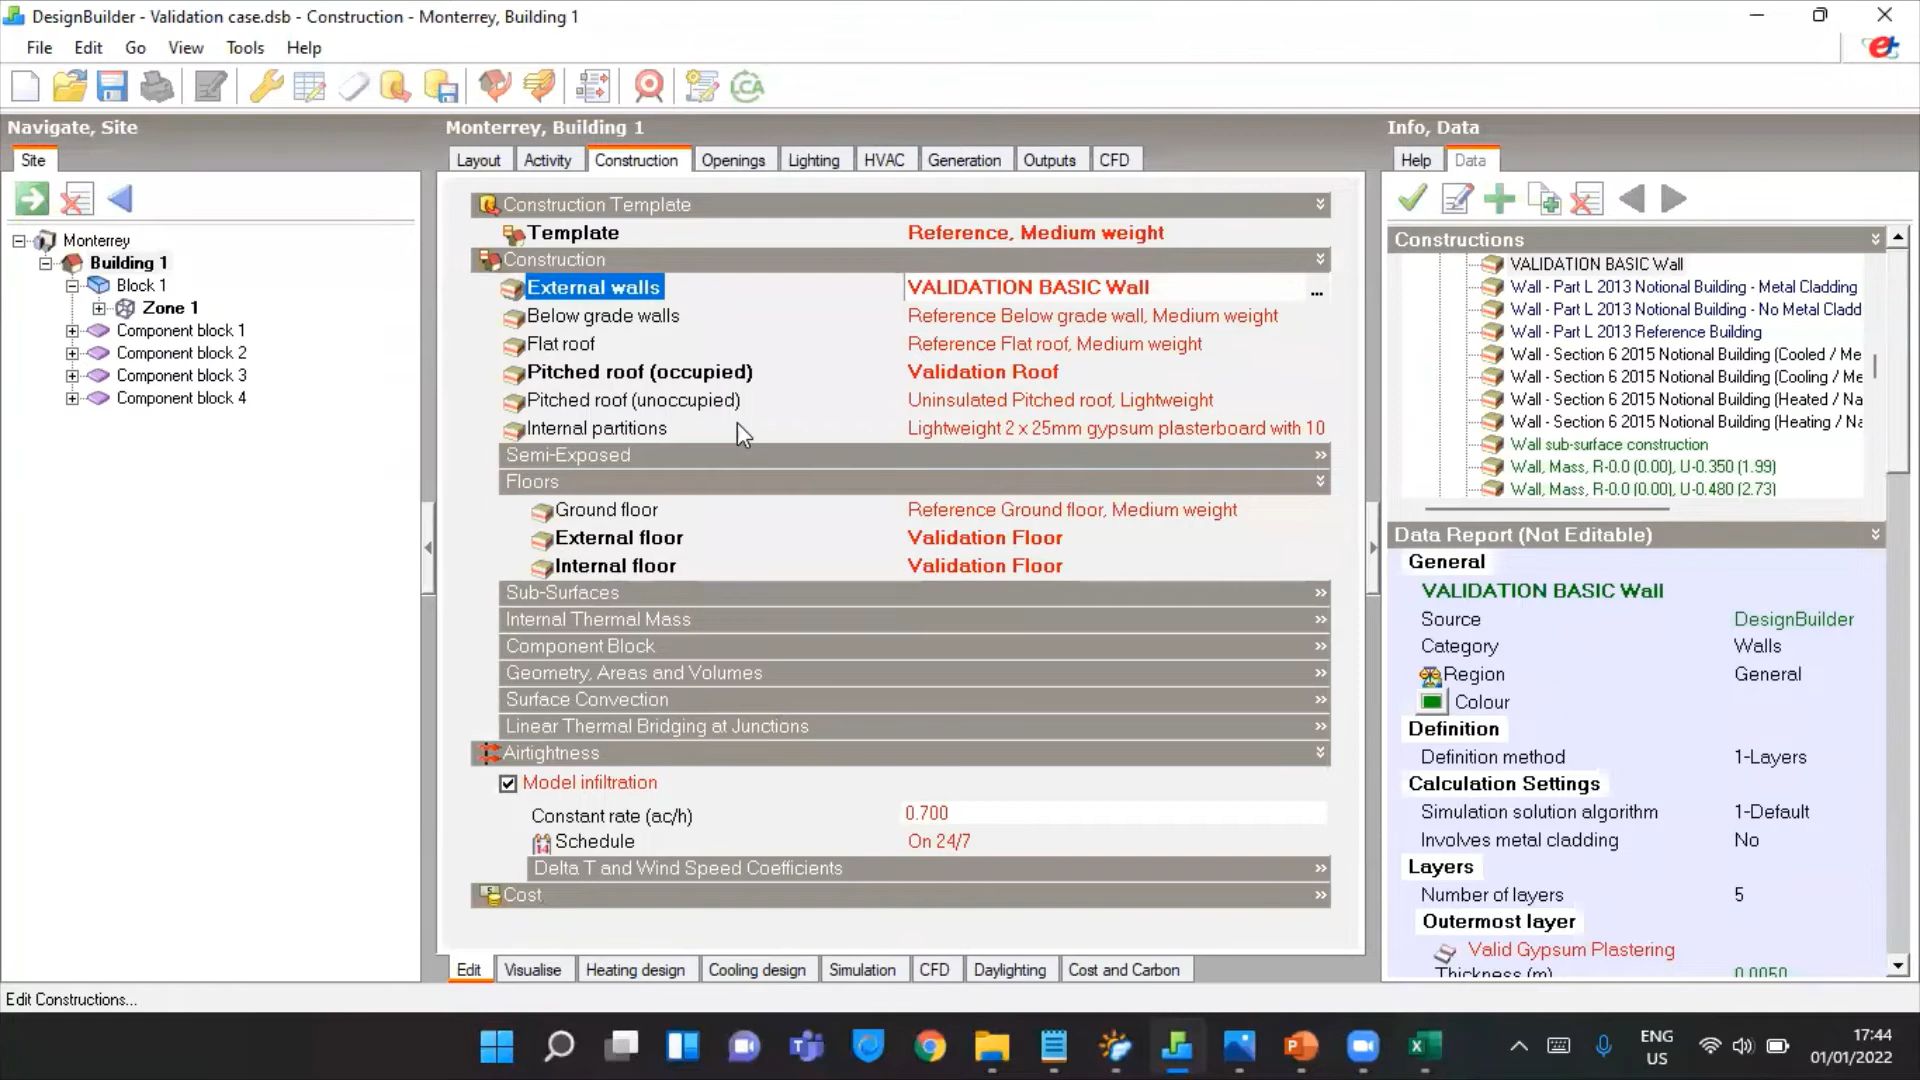 DesignBuilder - Validation case.dsb - Construction - Monterrey, Building 1
File Edit Go View Tools Help
Navigate, Site
Site
Monterrey
Building 1
Block 1
Zone 1
Component block 1
Component block 2
Component block 3
Component block 4
Monterrey, Building 1
Layout Activity Construction Openings Lighting HVAC Generation Outputs CFD
Construction Template
Template Reference, Medium weight
Construction
External walls VALIDATION BASIC Wall ...
Below grade walls Reference Below grade wall, Medium weight
Flat roof Reference Flat roof, Medium weight
Pitched roof (occupied) Validation Roof
Pitched roof (unoccupied) Uninsulated Pitched roof, Lightweight
Internal partitions Lightweight 2 x 25mm gypsum plasterboard with 10
Semi-Exposed
Floors
Ground floor Reference Ground floor, Medium weight
External floor Validation Floor
Internal floor Validation Floor
Sub-Surfaces
Internal Thermal Mass
Component Block
Geometry, Areas and Volumes
Surface Convection
Linear Thermal Bridging at Junctions
Airtightness
Model infiltration
Constant rate (ac/h) 0.700
Schedule On 24/7
Delta T and Wind Speed Coefficients
Cost
Edit Visualise Heating design Cooling design Simulation CFD Daylighting Cost and Carbon
Info, Data
Help Data
Constructions
VALIDATION BASIC Wall
Wall - Part L 2013 Notional Building - Metal Cladding
Wall - Part L 2013 Notional Building - No Metal Cladd
Wall - Part L 2013 Reference Building
Wall - Section 6 2015 Notional Building (Cooled / Me
Wall - Section 6 2015 Notional Building (Cooling / Me
Wall - Section 6 2015 Notional Building (Heated / Na
Wall - Section 6 2015 Notional Building (Heating / Na
Wall sub-surface construction
Wall, Mass, R-0.0 (0.00), U-0.350 (1.99)
Wall, Mass, R-0.0 (0.00), U-0.480 (2.73)
Data Report (Not Editable)
General
VALIDATION BASIC Wall
Source DesignBuilder
Category Walls
Region General
Colour
Definition
Definition method 1-Layers
Calculation Settings
Simulation solution algorithm 1-Default
Involves metal cladding No
Layers
Number of layers 5
Outermost layer
Valid Gypsum Plastering
Thickness (m) 0.0050
Edit Constructions...
ENG
US
17:44
01/01/2022